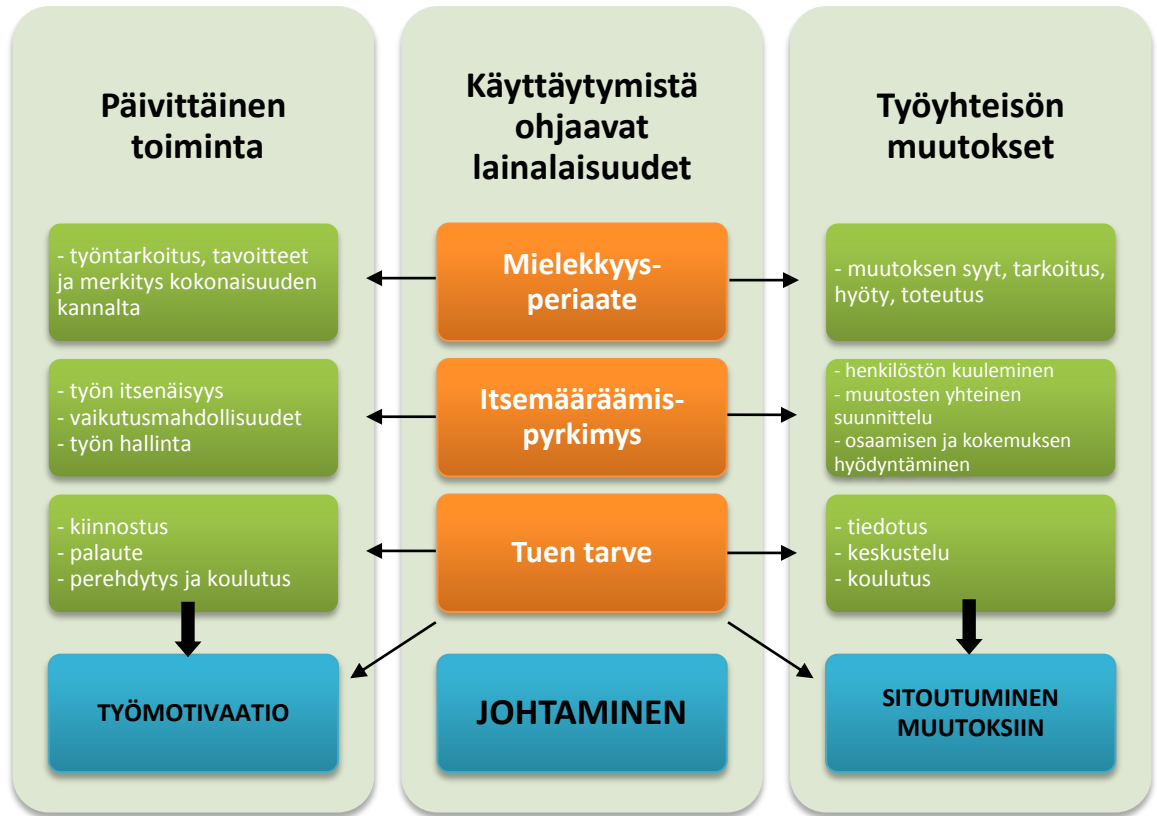 Päivittäinen
toiminta
- työntarkoitus, tavoitteet
ja merkitys kokonaisuuden
kannalta
- työn itsenäisyys
- vaikutusmahdollisuudet
- työn hallinta
- kiinnostus
- palaute
- perehdytys ja koulutus
TYÖMOTIVAATIO
Käyttäytymistä
ohjaavat
lainalaisuudet
Mielekkyys-
periaate
Itsemääräämis-
pyrkimys
Tuen tarve
JOHTAMINEN
Työyhteisön
muutokset
- muutoksen syyt, tarkoitus,
hyöty, toteutus
- henkilöstön kuuleminen
- muutosten yhteinen
suunnittelu
- osaamisen ja kokemuksen
hyödyntäminen
- tiedotus
- keskustelu
- koulutus
SITOUTUMINEN
MUUTOKSIIN